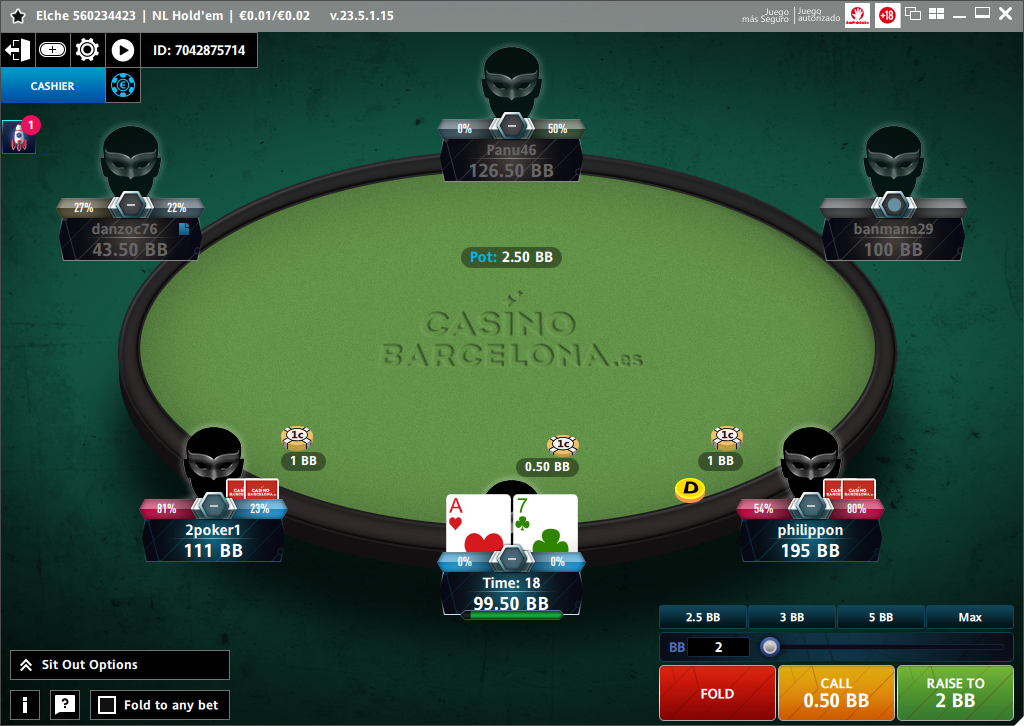 Elche 560234423 | NL Hold'em | €0.01/€0.02 v.23.5.1.15
Juego
más Seguro
Juego
autorizado
+18
ID: 7042875714
CASHIER
1
0% 50%
Panu46
126.50 BB
27% 22%
danzoc76
43.50 BB
banmana29
100 BB
Pot: 2.50 BB
CASINO
BARCELONA.es
1c
1 BB
1c
0.50 BB
1c
1 BB
D
81% 23%
2poker1
111 BB
A 7
0% 0%
Time: 18
99.50 BB
54% 80%
philippon
195 BB
2.5 BB 3 BB 5 BB Max
BB 2
FOLD
CALL
0.50 BB
RAISE TO
2 BB
Sit Out Options
i ? Fold to any bet